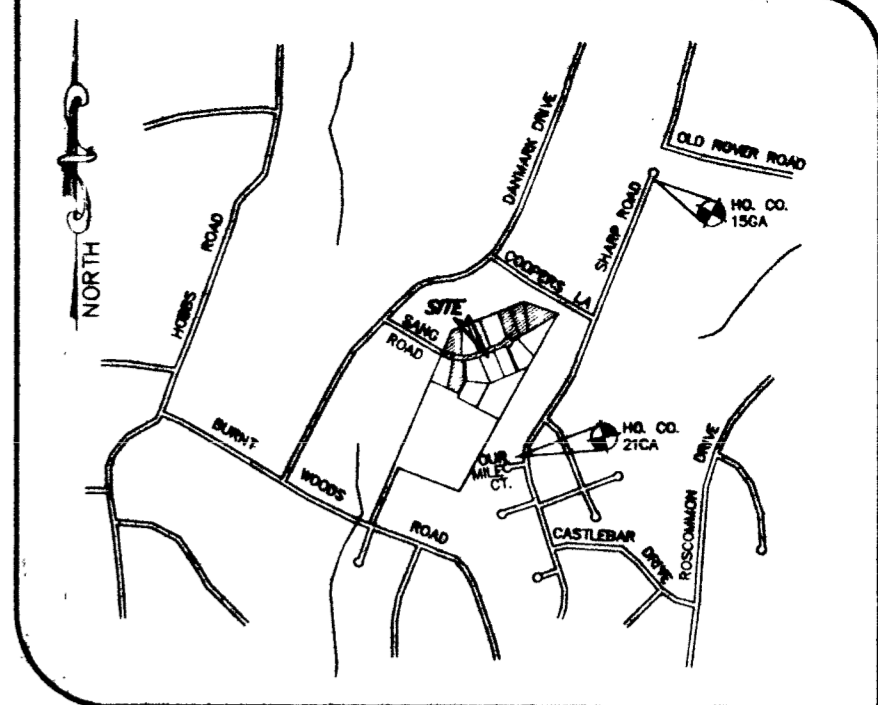 NORTH
HOBBS ROAD
DANMARK DRIVE
OLD ROVER ROAD
HO. CO.
15GA
SHARP ROAD
COOPERS LA
SITE
SANG
ROAD
BURNT WOODS ROAD
HO. CO.
21CA
OUR
MILE
CT.
CASTLEBAR DRIVE
ROSCOMMON DRIVE